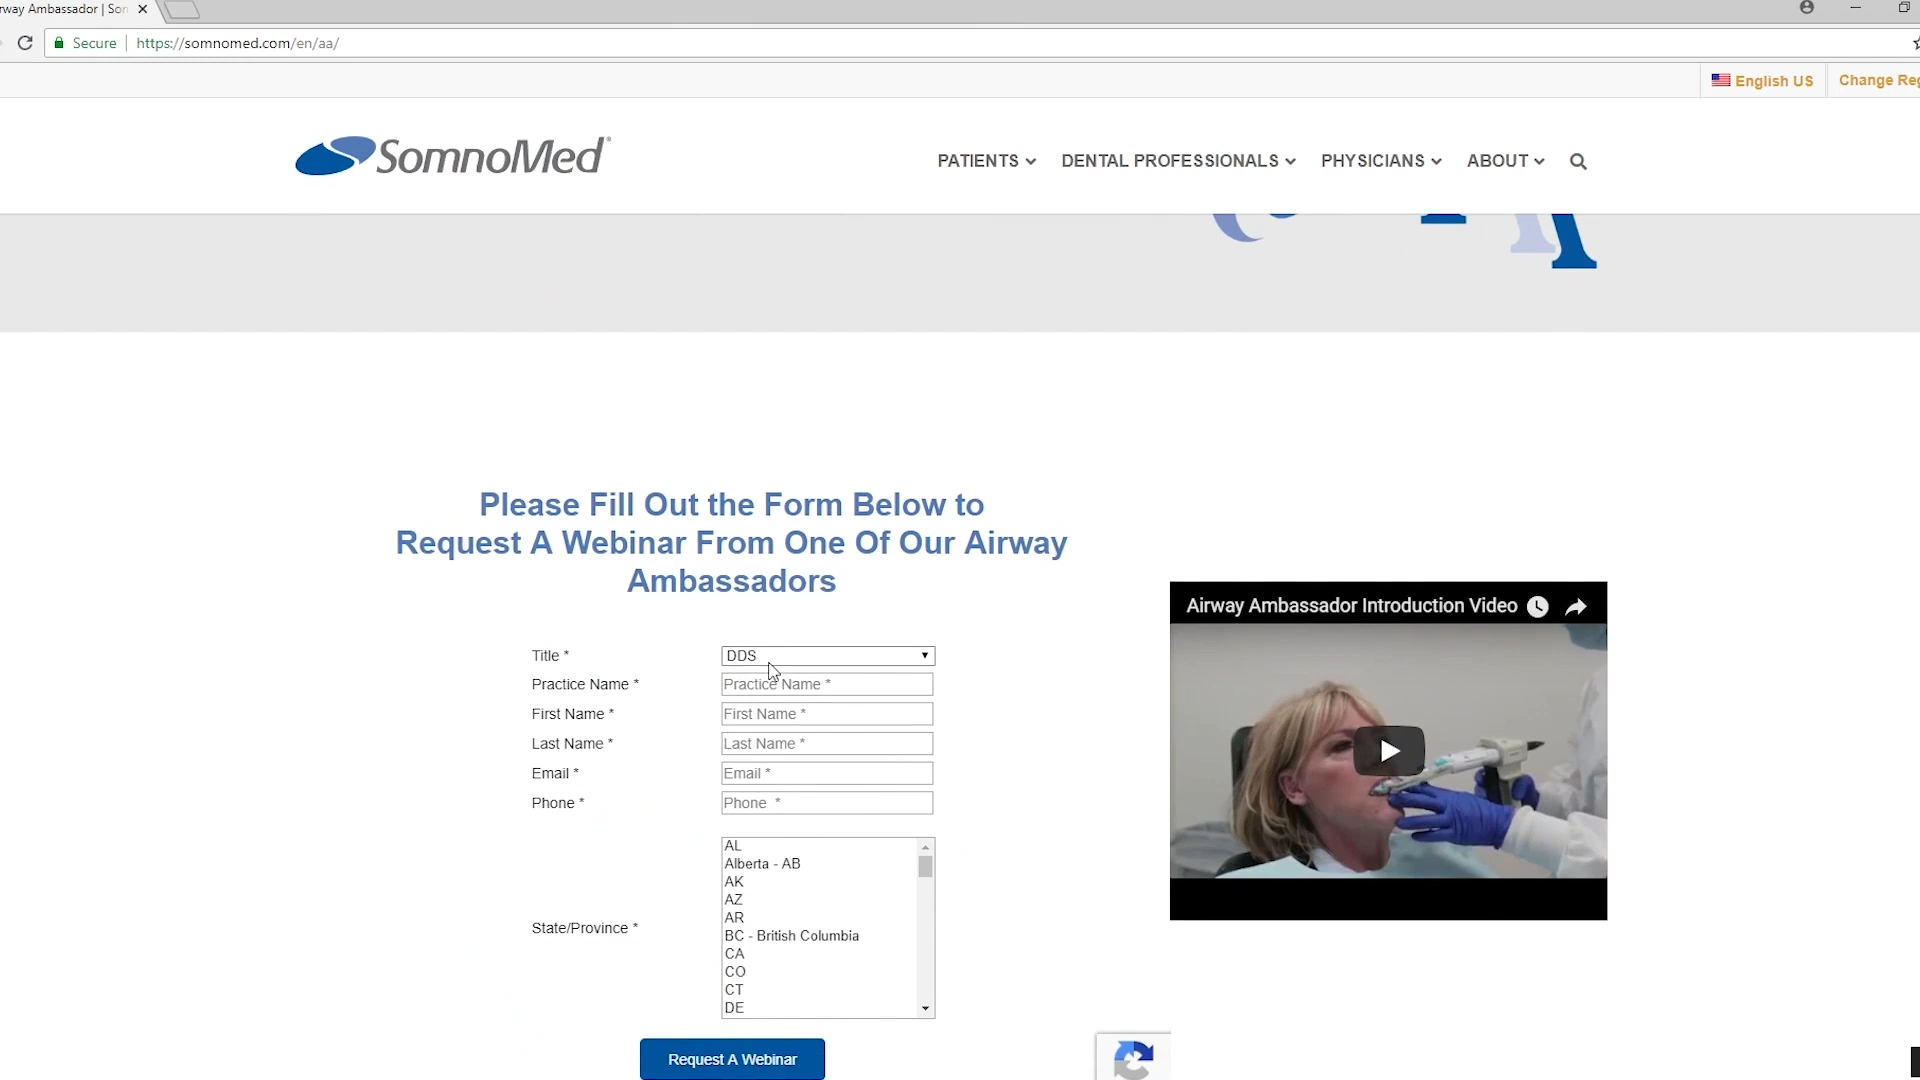 rway Ambassador | Som
Secure https://somnomed.com/en/aa/
English US
Change Reg
SomnoMed®
PATIENTS
DENTAL PROFESSIONALS
PHYSICIANS
ABOUT
Please Fill Out the Form Below to
Request A Webinar From One Of Our Airway
Ambassadors
Title * DDS
Practice Name * Practice Name *
First Name * First Name *
Last Name * Last Name *
Email * Email *
Phone * Phone *
State/Province *
AL
Alberta - AB
AK
AZ
AR
BC - British Columbia
CA
CO
CT
DE
Request A Webinar
Airway Ambassador Introduction Video